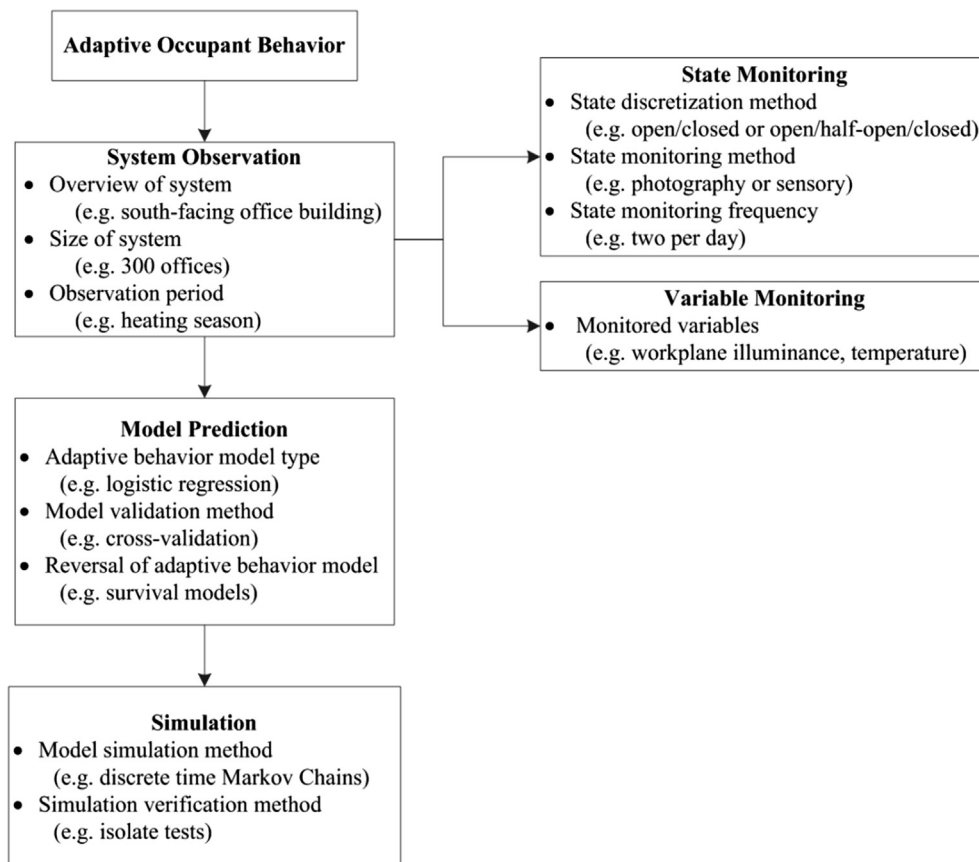 Adaptive Occupant Behavior
System Observation
• Overview of system
(e.g. south-facing office building)
• Size of system
(e.g. 300 offices)
• Observation period
(e.g. heating season)
State Monitoring
• State discretization method
(e.g. open/closed or open/half-open/closed)
• State monitoring method
(e.g. photography or sensory)
• State monitoring frequency
(e.g. two per day)
Variable Monitoring
• Monitored variables
(e.g. workplane illuminance, temperature)
Model Prediction
• Adaptive behavior model type
(e.g. logistic regression)
• Model validation method
(e.g. cross-validation)
• Reversal of adaptive behavior model
(e.g. survival models)
Simulation
• Model simulation method
(e.g. discrete time Markov Chains)
• Simulation verification method
(e.g. isolate tests)